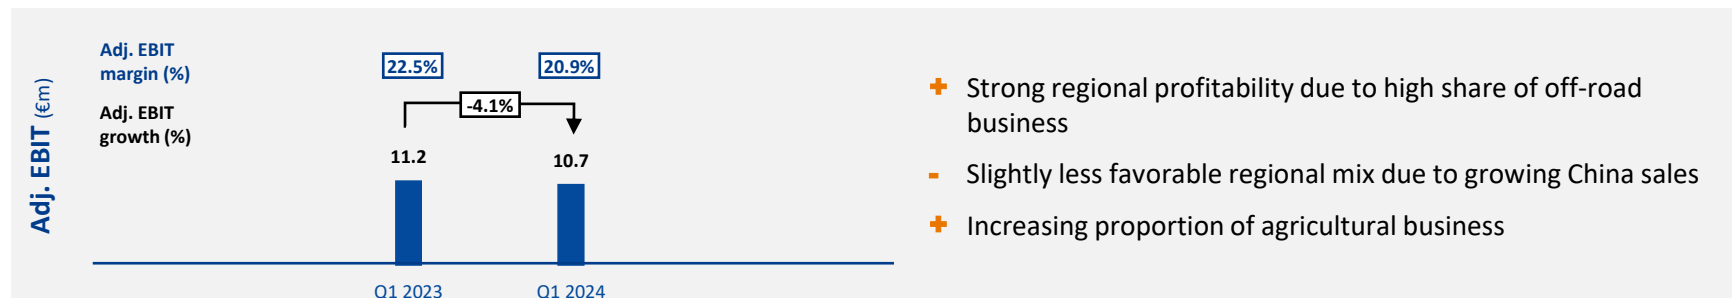 Adj. EBIT (€m)
Adj. EBIT
margin (%)
22.5%
20.9%
Adj. EBIT
growth (%)
-4.1%
11.2
10.7
Q1 2023
Q1 2024
+ Strong regional profitability due to high share of off-road
business
- Slightly less favorable regional mix due to growing China sales
+ Increasing proportion of agricultural business